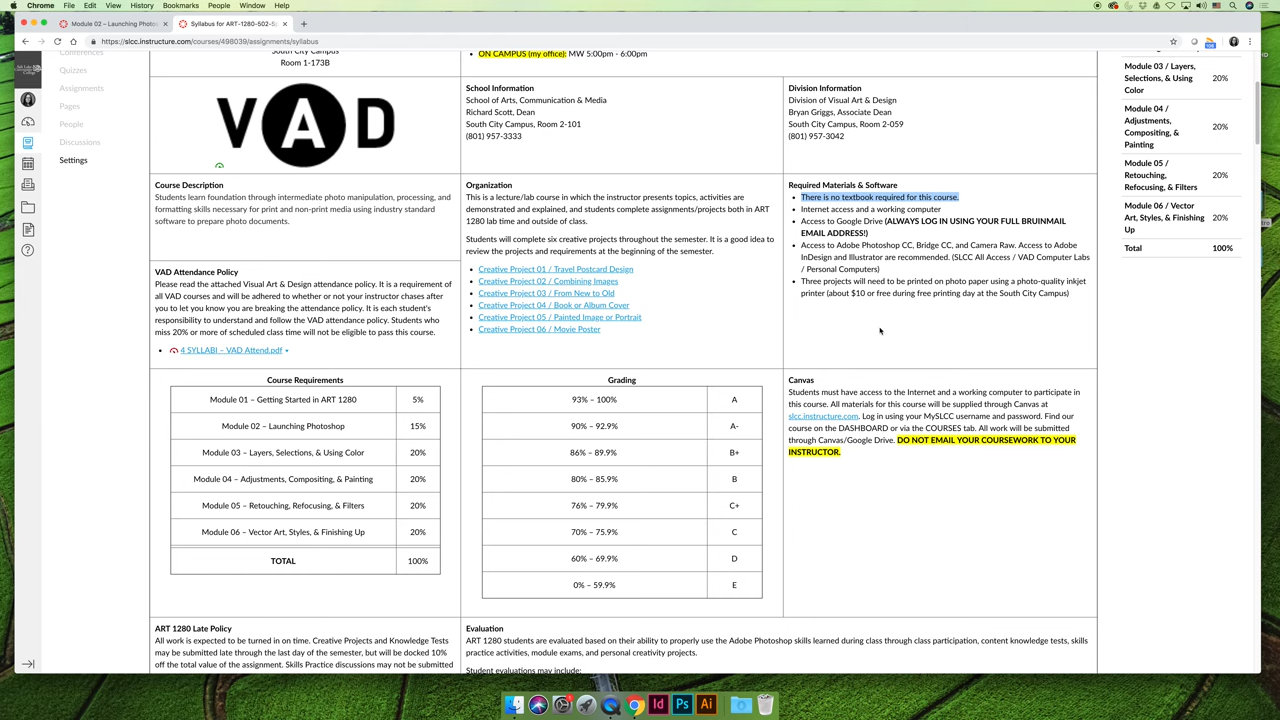 Chrome File Edit View History Bookmarks People Window Help
Module 02 – Launching Photos
Syllabus for ART-1280-502-S
https://slcc.instructure.com/courses/498039/assignments/syllabus
Conferences
Quizzes
Assignments
Pages
People
Discussions
Settings
South City Campus
Room 1-173B
ON CAMPUS (my office): MW 5:00pm - 6:00pm
VAD
School Information
School of Arts, Communication & Media
Richard Scott, Dean
South City Campus, Room 2-101
(801) 957-3333
Division Information
Division of Visual Art & Design
Bryan Griggs, Associate Dean
South City Campus, Room 2-059
(801) 957-3042
Course Description
Students learn foundation through intermediate photo manipulation, processing, and
formatting skills necessary for print and non-print media using industry standard
software to prepare photo documents.
VAD Attendance Policy
Please read the attached Visual Art & Design attendance policy. It is a requirement of
all VAD courses and will be adhered to whether or not your instructor chases after
you to let you know you are breaking the attendance policy. It is each student's
responsibility to understand and follow the VAD attendance policy. Students who
miss 20% or more of scheduled class time will not be eligible to pass this course.
4 SYLLABI – VAD Attend.pdf
Organization
This is a lecture/lab course in which the instructor presents topics, activities are
demonstrated and explained, and students complete assignments/projects both in ART
1280 lab time and outside of class.
Students will complete six creative projects throughout the semester. It is a good idea to
review the projects and requirements at the beginning of the semester.
Creative Project 01 / Travel Postcard Design
Creative Project 02 / Combining Images
Creative Project 03 / From New to Old
Creative Project 04 / Book or Album Cover
Creative Project 05 / Painted Image or Portrait
Creative Project 06 / Movie Poster
Required Materials & Software
There is no textbook required for this course.
Internet access and a working computer
Access to Google Drive (ALWAYS LOG IN USING YOUR FULL BRUINMAIL
EMAIL ADDRESS!)
Access to Adobe Photoshop CC, Bridge CC, and Camera Raw. Access to Adobe
InDesign and Illustrator are recommended. (SLCC All Access / VAD Computer Labs
/ Personal Computers)
Three projects will need to be printed on photo paper using a photo-quality inkjet
printer (about $10 or free during free printing day at the South City Campus)
Course Requirements
Module 01 – Getting Started in ART 1280 5%
Module 02 – Launching Photoshop 15%
Module 03 – Layers, Selections, & Using Color 20%
Module 04 – Adjustments, Compositing, & Painting 20%
Module 05 – Retouching, Refocusing, & Filters 20%
Module 06 – Vector Art, Styles, & Finishing Up 20%
TOTAL 100%
Grading
93% – 100% A
90% – 92.9% A-
86% – 89.9% B+
80% – 85.9% B
76% – 79.9% C+
70% – 75.9% C
60% – 69.9% D
0% – 59.9% E
Canvas
Students must have access to the Internet and a working computer to participate in
this course. All materials for this course will be supplied through Canvas at
slcc.instructure.com. Log in using your MySLCC username and password. Find our
course on the DASHBOARD or via the COURSES tab. All work will be submitted
through Canvas/Google Drive. DO NOT EMAIL YOUR COURSEWORK TO YOUR
INSTRUCTOR.
ART 1280 Late Policy
All work is expected to be turned in on time. Creative Projects and Knowledge Tests
may be submitted late through the last day of the semester, but will be docked 10%
off the total value of the assignment. Skills Practice discussions may not be submitted
Evaluation
ART 1280 students are evaluated based on their ability to properly use the Adobe Photoshop skills learned during class through class participation, content knowledge tests, skills
practice activities, module exams, and personal creativity projects.
Student evaluations may include:
Module 03 / Layers,
Selections, & Using
Color
20%
Module 04 /
Adjustments,
Compositing, &
Painting
20%
Module 05 /
Retouching,
Refocusing, & Filters
20%
Module 06 / Vector
Art, Styles, & Finishing
Up
20%
Total 100%
Id
Ps
Ai